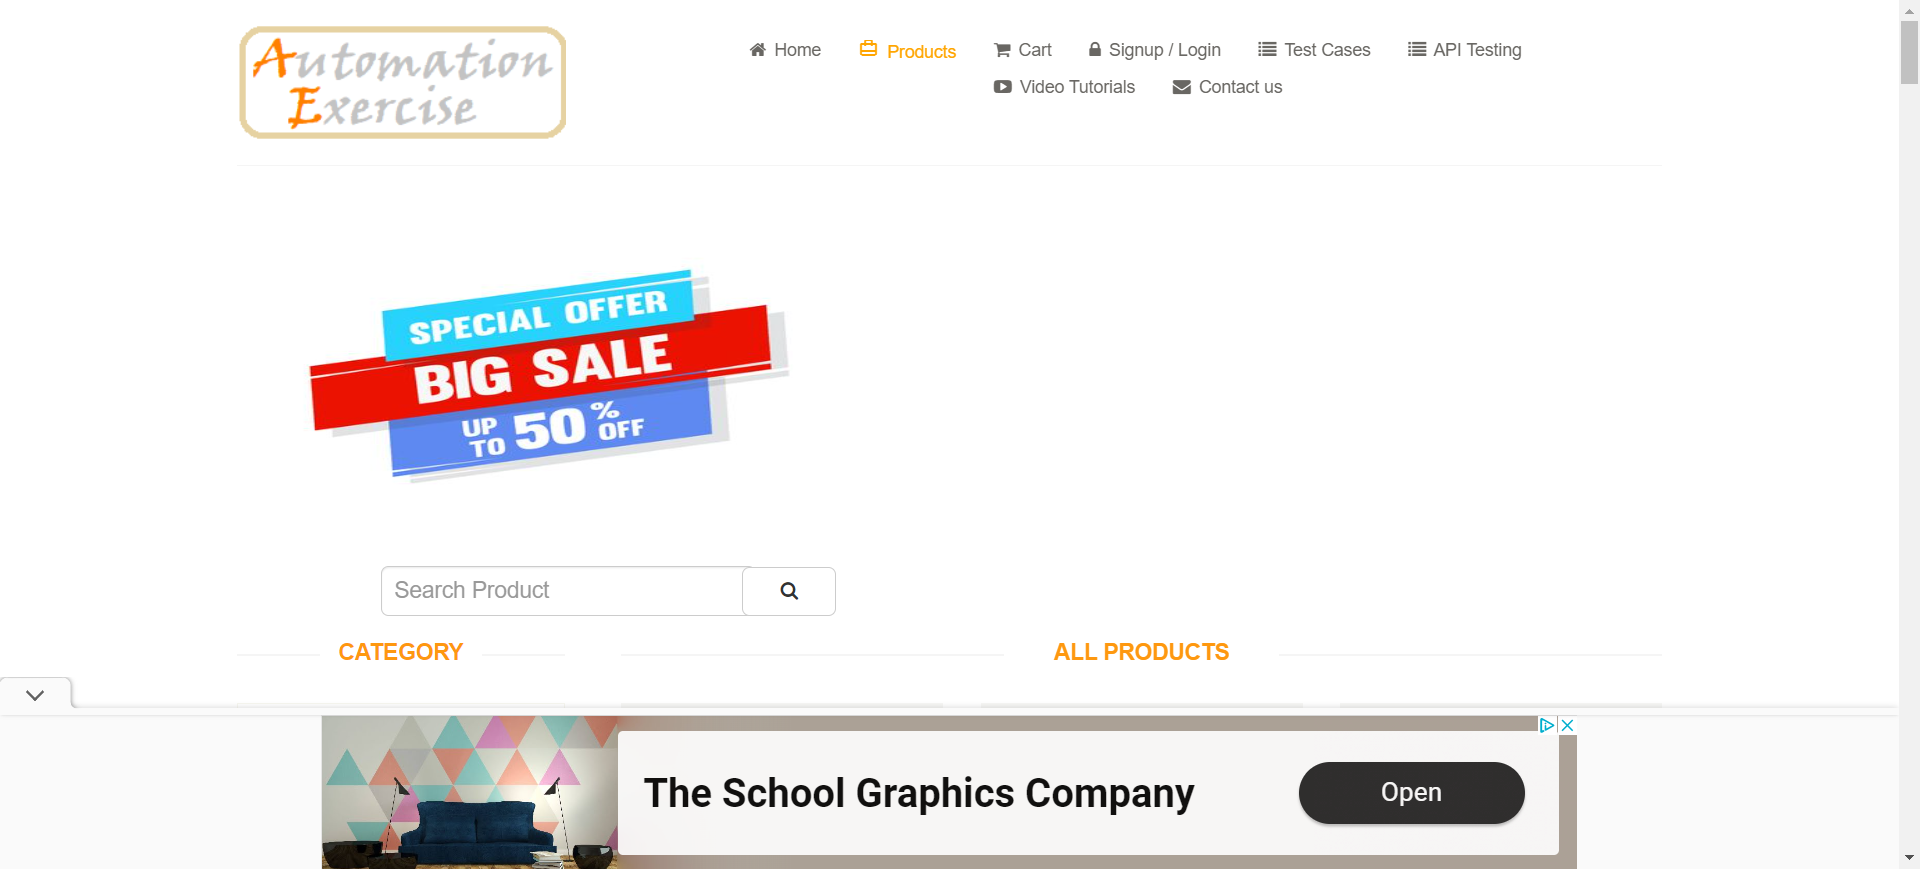 Automation
Exercise
Home
Products
Cart
Signup / Login
Test Cases
API Testing
Video Tutorials
Contact us
SPECIAL OFFER
BIG SALE
UP TO 50% OFF
Search Product
CATEGORY
ALL PRODUCTS
The School Graphics Company
Open